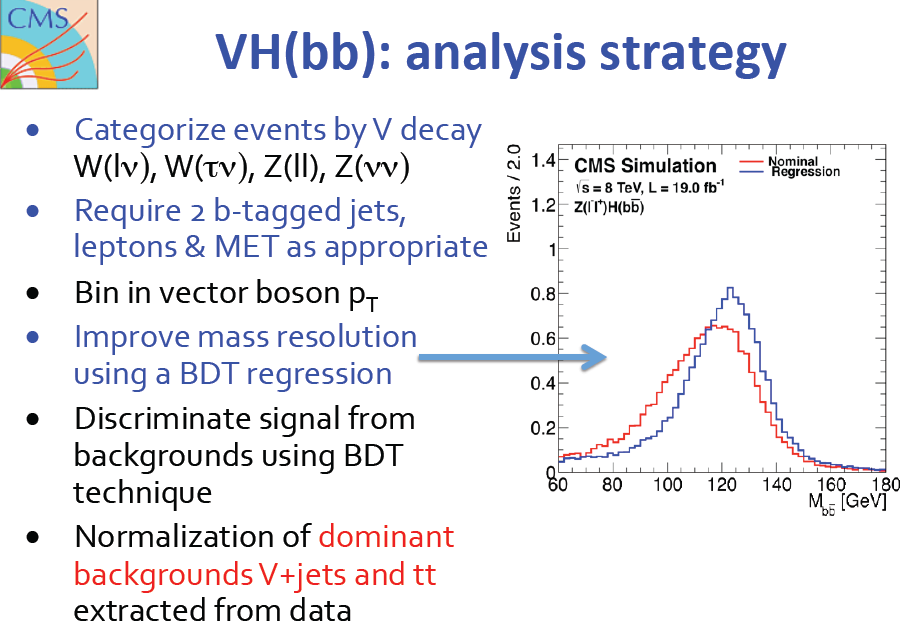 CMS
VH(bb): analysis strategy
• Categorize events by V decay
W(lν), W(τν), Z(ll), Z(νν)
• Require 2 b-tagged jets,
leptons & MET as appropriate
• Bin in vector boson pT
• Improve mass resolution
using a BDT regression
• Discriminate signal from
backgrounds using BDT
technique
• Normalization of dominant
backgrounds V+jets and tt
extracted from data
Events / 2.0
CMS Simulation
√s = 8 TeV, L = 19.0 fb⁻¹
Z(l⁻l⁺)H(bb̅)
Nominal
Regression
1.4
1.2
1
0.8
0.6
0.4
0.2
0
60 80 100 120 140 160 180
Mbb̅ [GeV]